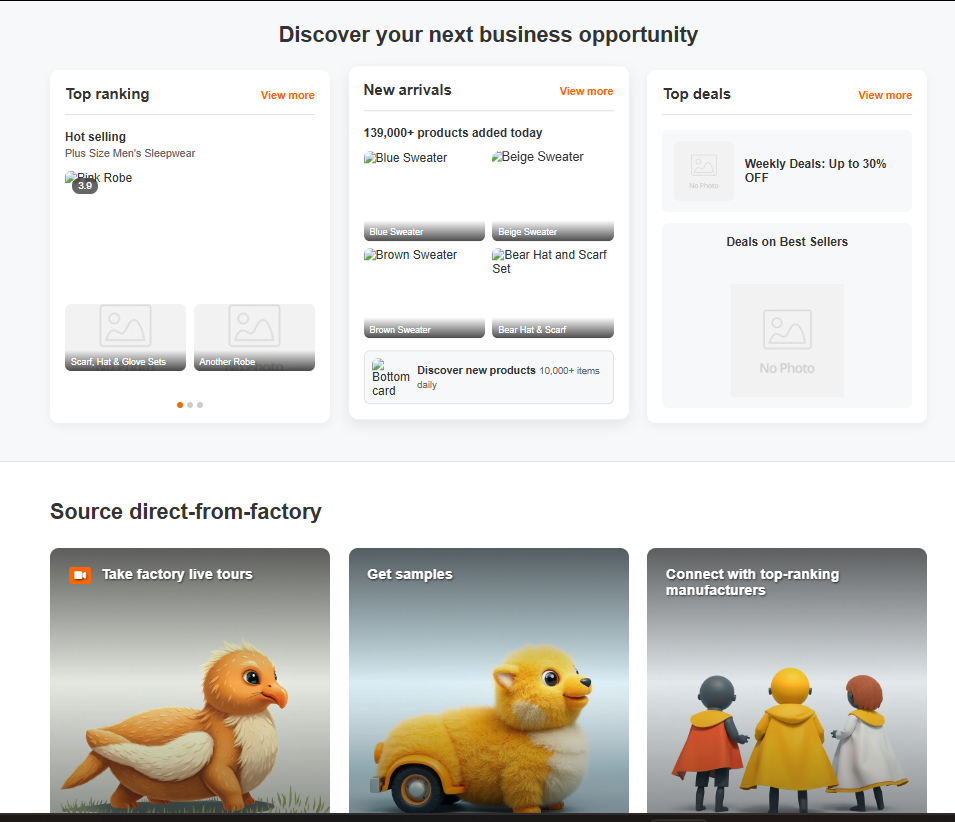 Discover your next business opportunity
Top ranking
View more
Hot selling
Plus Size Men's Sleepwear
Pink Robe
3.9
Scarf, Hat & Glove Sets
Another Robe
New arrivals
View more
139,000+ products added today
Blue Sweater
Beige Sweater
Blue Sweater
Beige Sweater
Brown Sweater
Bear Hat and Scarf
Set
Brown Sweater
Bear Hat & Scarf
Bottom
card
Discover new products 10,000+ items
daily
Top deals
View more
No Photo
Weekly Deals: Up to 30%
OFF
Deals on Best Sellers
No Photo
Source direct-from-factory
Take factory live tours
Get samples
Connect with top-ranking
manufacturers